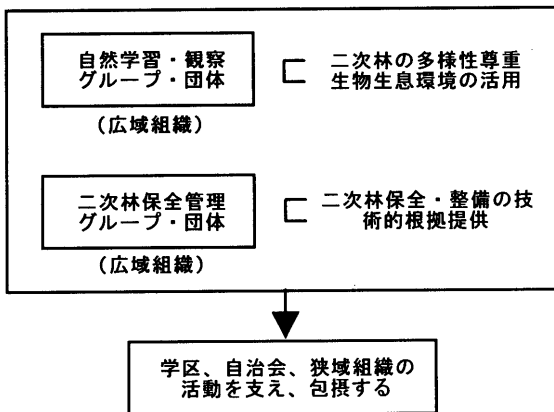 自然学習・観察
グループ・団体
(広域組織)
二次林の多様性尊重
生物生息環境の活用
二次林保全管理
グループ・団体
(広域組織)
二次林保全・整備の技
術的根拠提供
学区、自治会、狭域組織の
活動を支え、包摂する